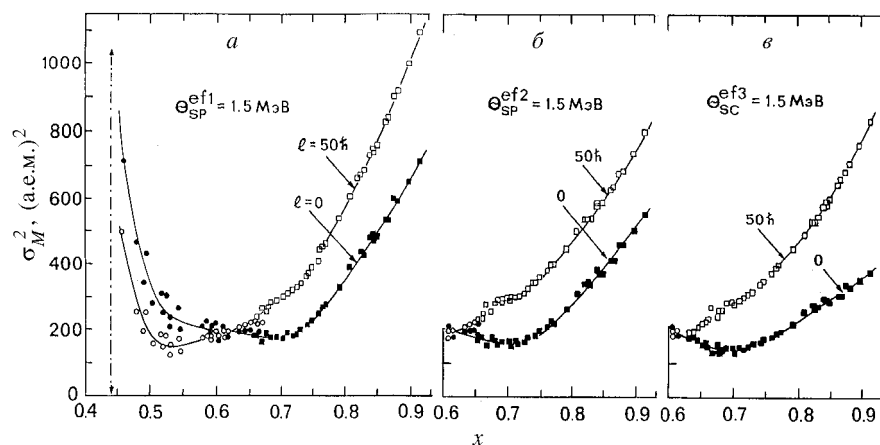 а б в
1000
800
600
400
200
0
σ²_M, (а.е.м.)²
Θ^ef1_SP = 1.5 МэВ
ℓ=50ℏ
ℓ=0
0.4 0.5 0.6 0.7 0.8 0.9
Θ^ef2_SP = 1.5 МэВ
50ℏ
0
0.6 0.7 0.8 0.9
Θ^ef3_SC = 1.5 МэВ
50ℏ
0
0.6 0.7 0.8 0.9
x